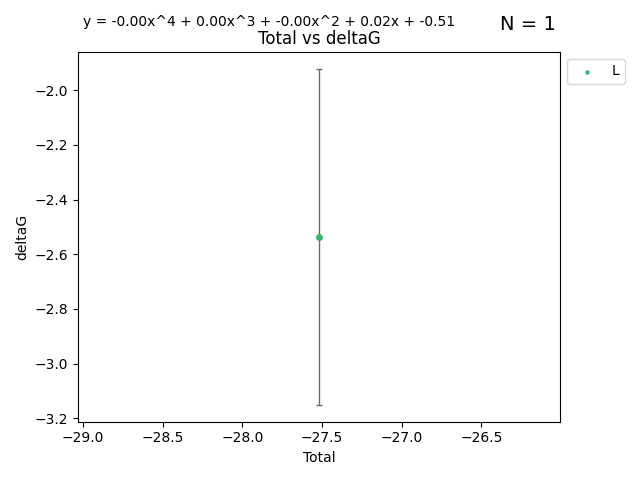 y = -0.00x^4 + 0.00x^3 + -0.00x^2 + 0.02x + -0.51
N = 1
Total vs deltaG
L
−2.0
−2.2
−2.4
−2.6
−2.8
−3.0
−3.2
deltaG
−29.0 −28.5 −28.0 −27.5 −27.0 −26.5
Total